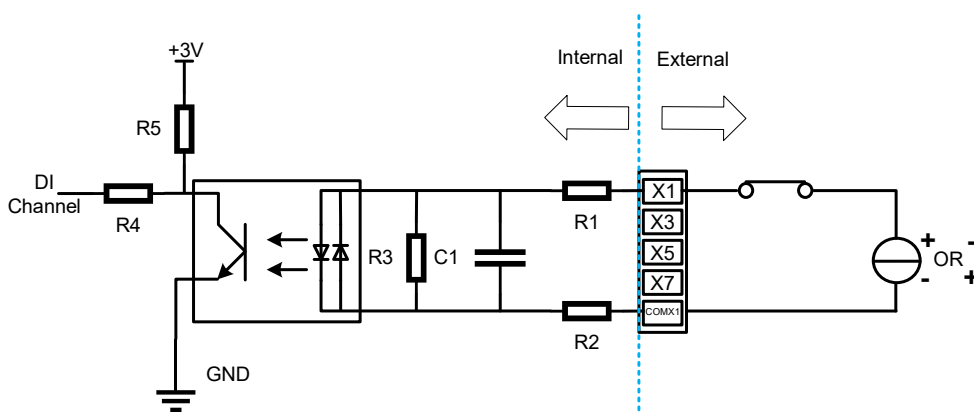 +3V
Internal
External
R5
DI
Channel
R4
R3
C1
R1
X1
X3
X5
X7
COMX1
R2
+ OR -
- +
GND